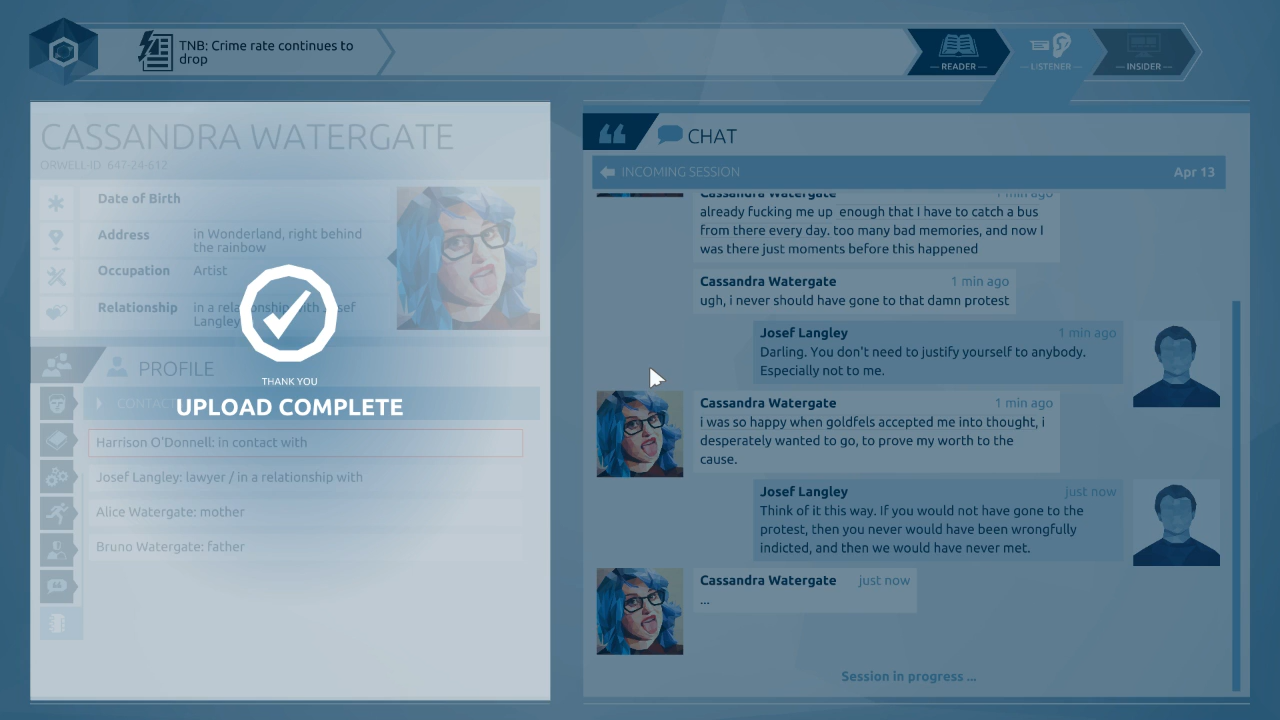 TNB: Crime rate continues to
drop
READER
LISTENER
INSIDER
CASSANDRA WATERGATE
ORWELL-ID 647-24-612
Date of Birth
Address in Wonderland, right behind
the rainbow
Occupation Artist
Relationship in a relationship with Josef
Langley
PROFILE
CONTACT
THANK YOU
UPLOAD COMPLETE
Harrison O'Donnell: in contact with
Josef Langley: lawyer / in a relationship with
Alice Watergate: mother
Bruno Watergate: father
CHAT
INCOMING SESSION Apr 13
Cassandra Watergate 1 min ago
already fucking me up enough that I have to catch a bus
from there every day. too many bad memories, and now I
was there just moments before this happened
Cassandra Watergate 1 min ago
ugh, i never should have gone to that damn protest
Josef Langley 1 min ago
Darling. You don't need to justify yourself to anybody.
Especially not to me.
Cassandra Watergate 1 min ago
i was so happy when goldfels accepted me into thought, i
desperately wanted to go, to prove my worth to the
cause.
Josef Langley just now
Think of it this way. If you would not have gone to the
protest, then you never would have been wrongfully
indicted, and then we would have never met.
Cassandra Watergate just now
...
Session in progress ...